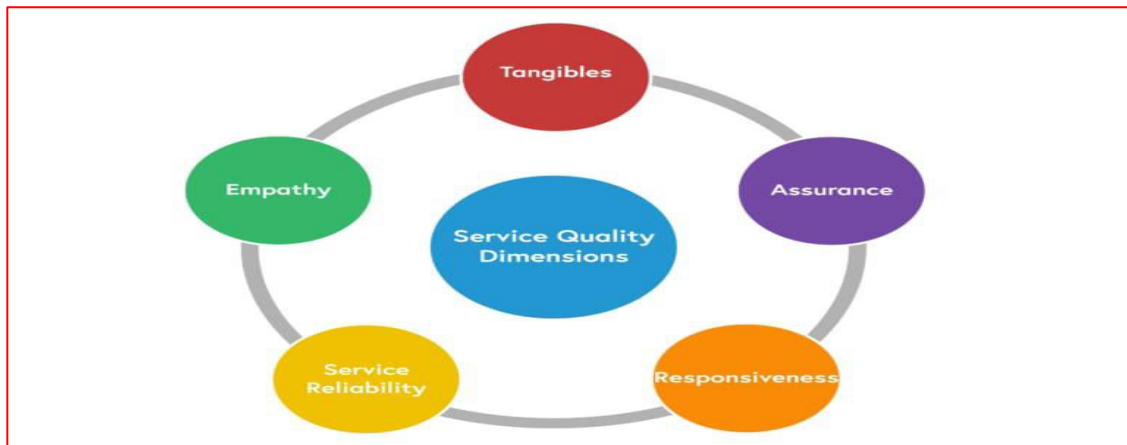 Tangibles
Empathy
Assurance
Service Quality
Dimensions
Service
Reliability
Responsiveness